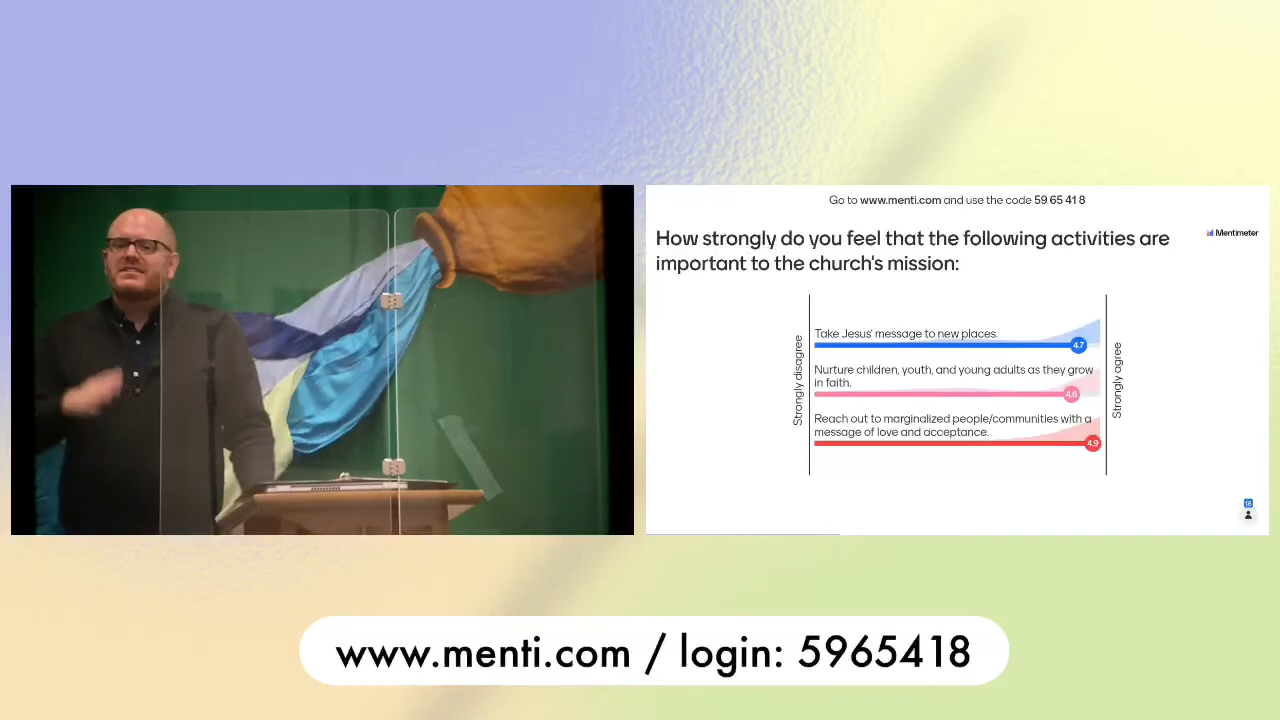 Go to www.menti.com and use the code 59 65 41 8
Mentimeter
How strongly do you feel that the following activities are
important to the church's mission:
Strongly disagree
Take Jesus' message to new places.
4.7
Nurture children, youth, and young adults as they grow
in faith.
4.6
Reach out to marginalized people/communities with a
message of love and acceptance.
4.9
Strongly agree
16
www.menti.com / login: 5965418